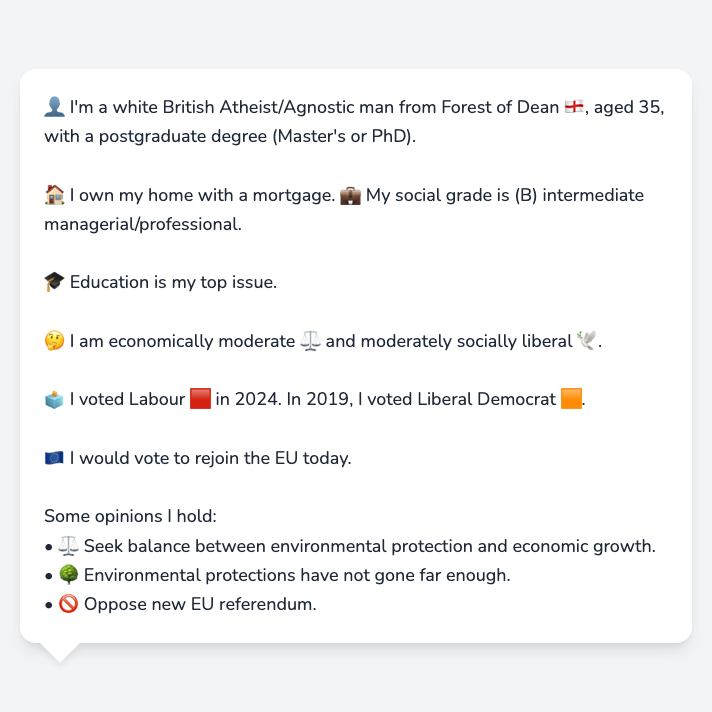 👤 I'm a white British Atheist/Agnostic man from Forest of Dean 🏴󠁧󠁢󠁥󠁮󠁧󠁿, aged 35,
with a postgraduate degree (Master's or PhD).
🏠 I own my home with a mortgage. 💼 My social grade is (B) intermediate
managerial/professional.
🎓 Education is my top issue.
🤔 I am economically moderate ⚖️ and moderately socially liberal 🕊️.
🗳️ I voted Labour 🟥 in 2024. In 2019, I voted Liberal Democrat 🟧.
🇪🇺 I would vote to rejoin the EU today.
Some opinions I hold:
• ⚖️ Seek balance between environmental protection and economic growth.
• 🌳 Environmental protections have not gone far enough.
• 🚫 Oppose new EU referendum.